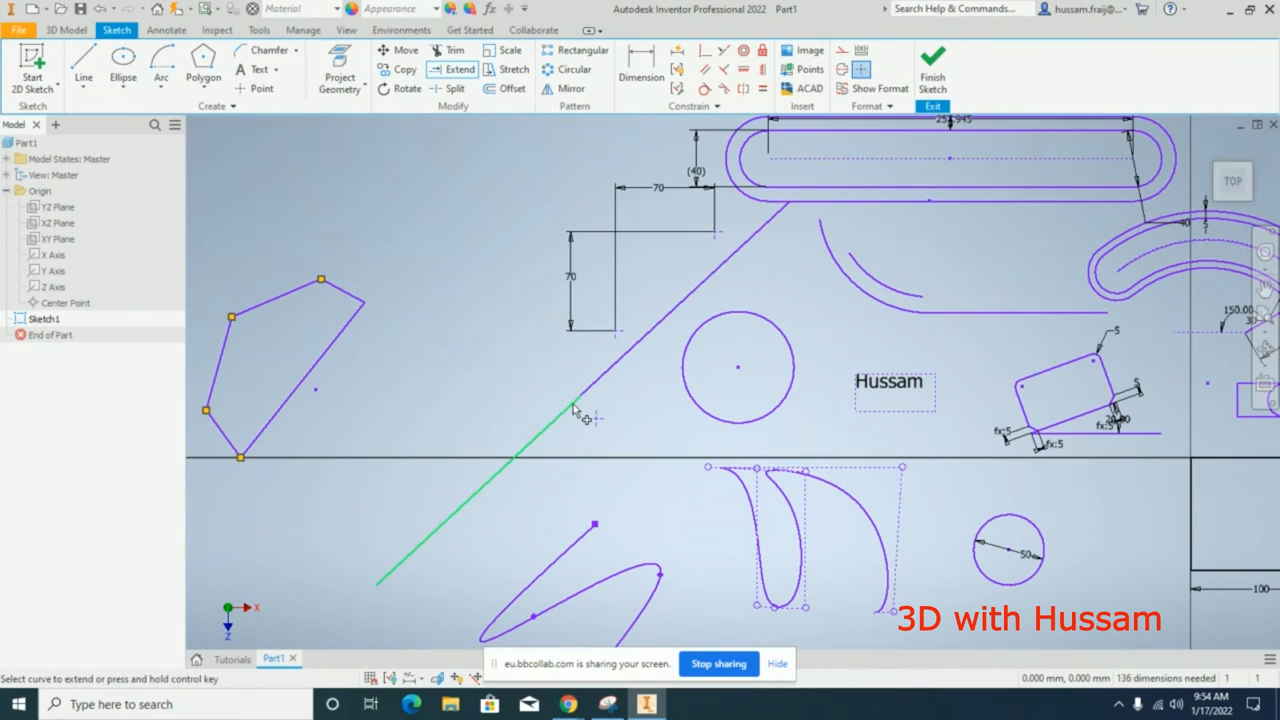 Material
Appearance
Autodesk Inventor Professional 2022 Part1
Search Help & Commands...
hussam.fraij@...
File
3D Model
Sketch
Annotate
Inspect
Tools
Manage
View
Environments
Get Started
Collaborate
Start
2D Sketch
Line
Ellipse
Arc
Polygon
Chamfer
Text
Point
Project
Geometry
Move
Copy
Rotate
Trim
Extend
Split
Scale
Stretch
Offset
Rectangular
Circular
Mirror
Dimension
Image
Points
ACAD
Show Format
Finish
Sketch
Sketch
Create
Modify
Pattern
Constrain
Insert
Format
Exit
Model
Part1
Model States: Master
View: Master
Origin
YZ Plane
XZ Plane
XY Plane
X Axis
Y Axis
Z Axis
Center Point
Sketch1
End of Part
(40)
70
70
40
5
150.00
5
5
fx:5
fx:5
fx:5
Hussam
50
100
TOP
X
Z
3D with Hussam
Tutorials
Part1
eu.bbcollab.com is sharing your screen.
Stop sharing
Hide
Select curve to extend or press and hold control key
0.000 mm, 0.000 mm
136 dimensions needed
1
1
Type here to search
9:54 AM
1/17/2022